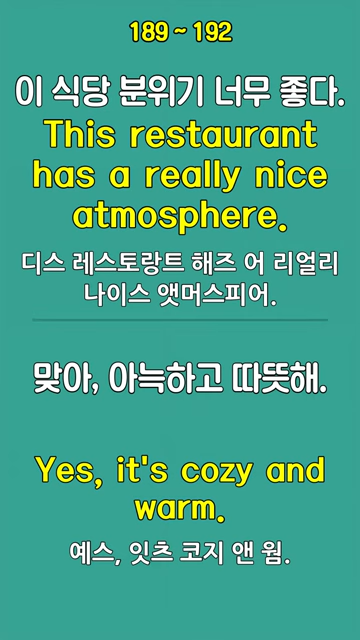 189 ~ 192
이 식당 분위기 너무 좋다.
This restaurant
has a really nice
atmosphere.
디스 레스토랑트 해즈 어 리얼리
나이스 앳머스피어.
맞아, 아늑하고 따뜻해.
Yes, it's cozy and
warm.
예스, 잇츠 코지 앤 웜.